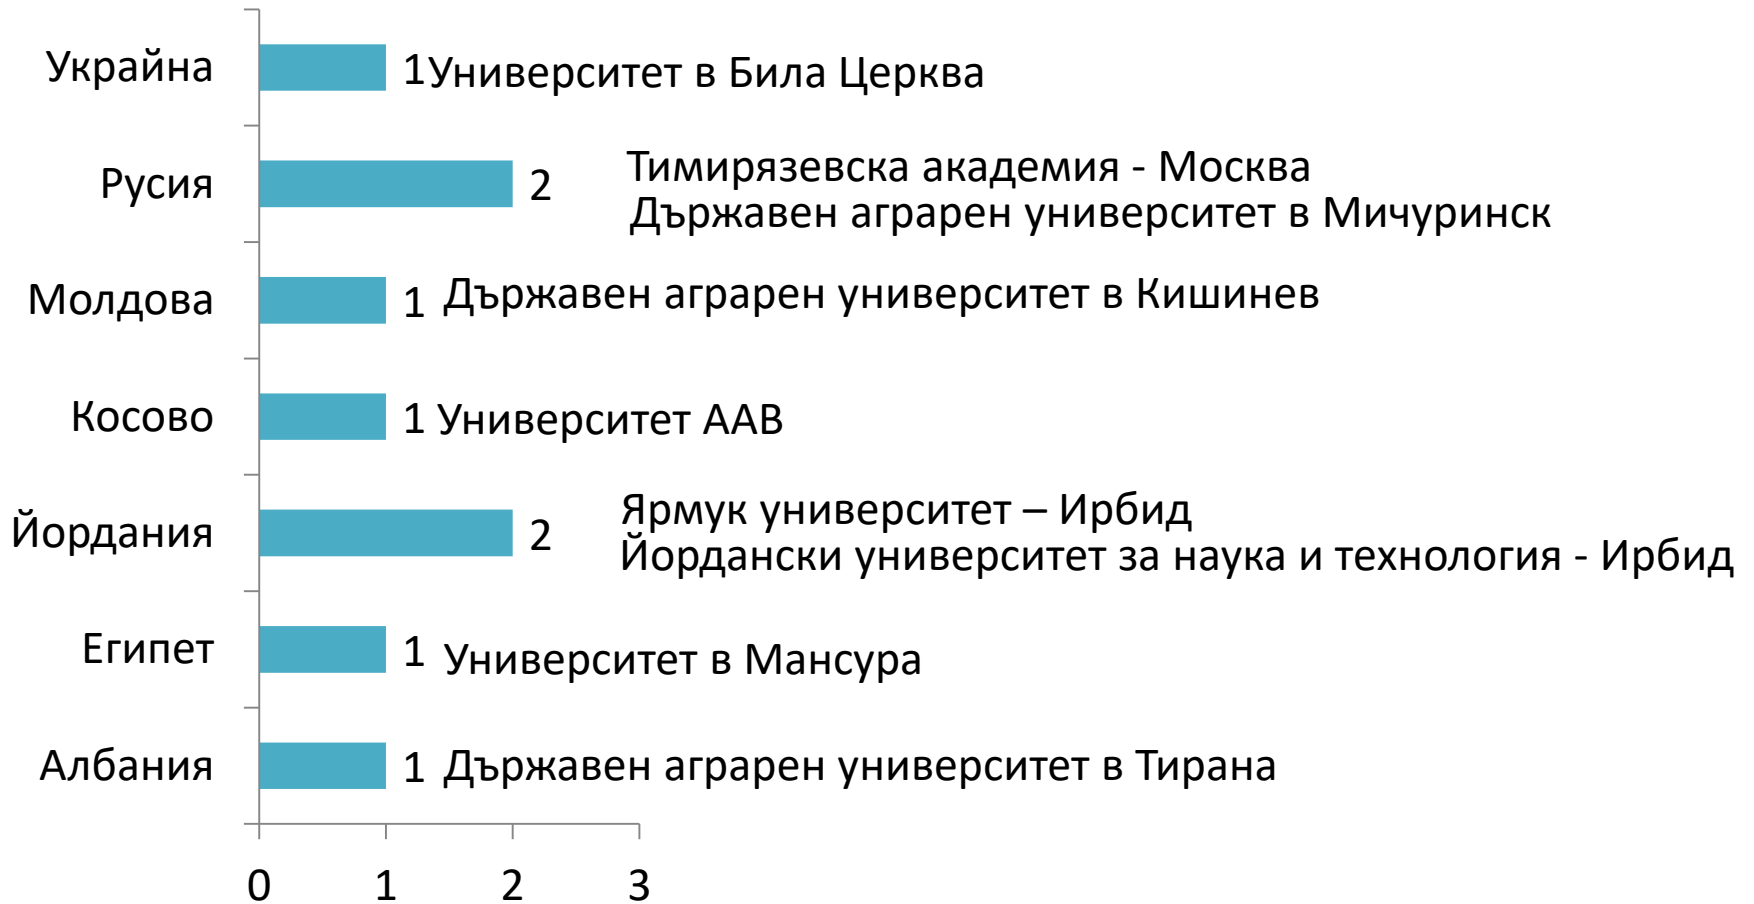 Украйна 1 Университет в Била Церква
Русия 2 Тимирязевска академия - Москва
Държавен аграрен университет в Мичуринск
Молдова 1 Държавен аграрен университет в Кишинев
Косово 1 Университет ААВ
Йордания 2 Ярмук университет – Ирбид
Йордански университет за наука и технология - Ирбид
Египет 1 Университет в Мансура
Албания 1 Държавен аграрен университет в Тирана
0 1 2 3